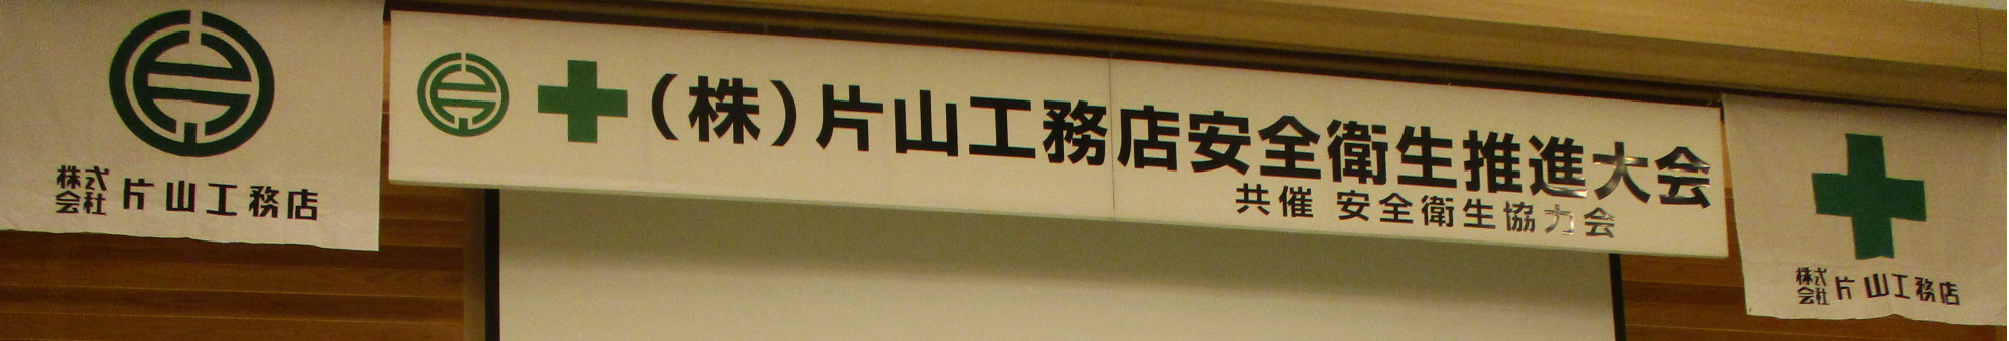 株式
会社 片山工務店
(株)片山工務店安全衛生推進大会
共催 安全衛生協力会
株式
会社 片山工務店